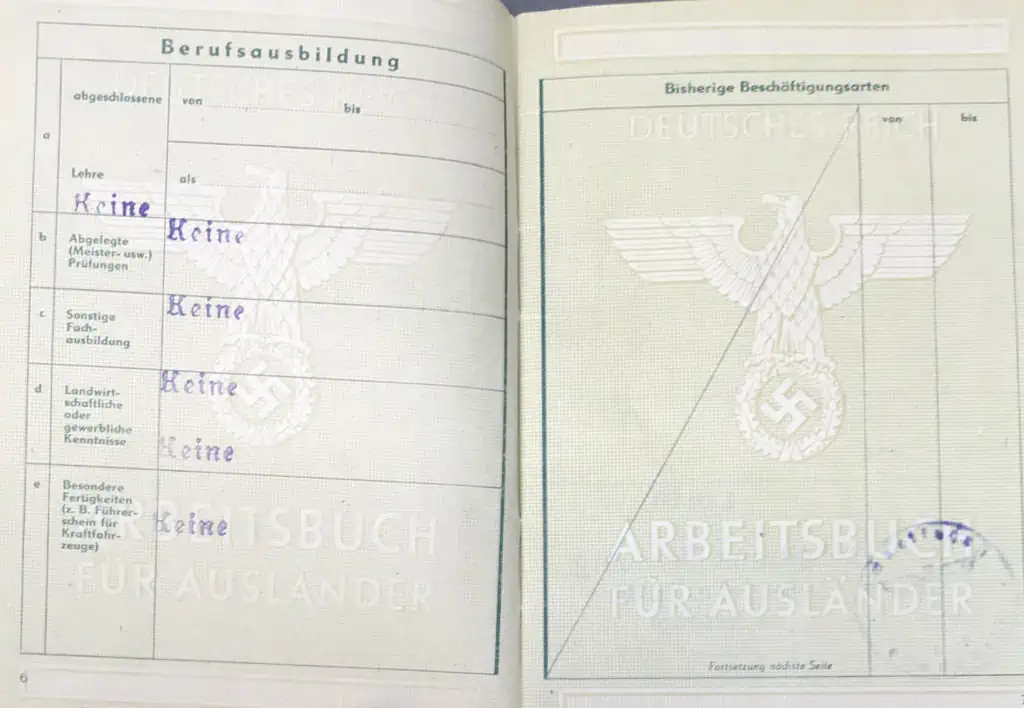 Berufsausbildung
a
abgeschlossene
von
bis
Lehre
als
Keine
b
Abgelegte
(Meister- usw.)
Prüfungen
Keine
c
Sonstige
Fach-
ausbildung
Keine
d
Landwirt-
schaftliche
oder
gewerbliche
Kenntnisse
Keine
Keine
e
Besondere
Fertigkeiten
(z. B. Führer-
schein für
Kraftfahr-
zeuge)
Keine
DEUTSCHES REICH
ARBEITSBUCH
FÜR AUSLÄNDER
6
Bisherige Beschäftigungsarten
von
bis
DEUTSCHES REICH
ARBEITSBUCH
FÜR AUSLÄNDER
Fortsetzung nächste Seite